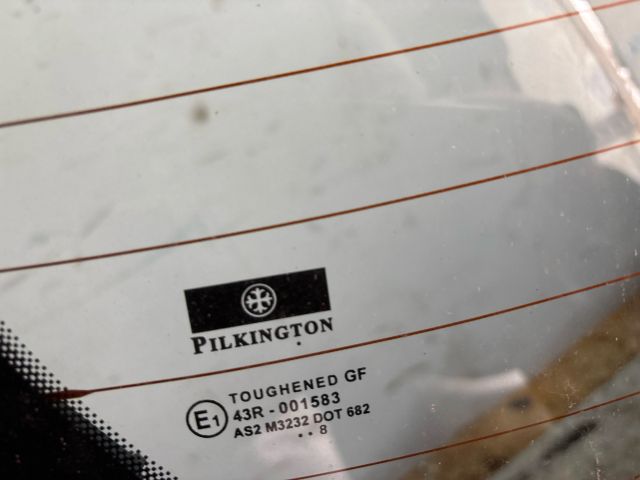 PILKINGTON
TOUGHENED GF
E1 43R - 001583
AS2 M3232 DOT 682
. . 8